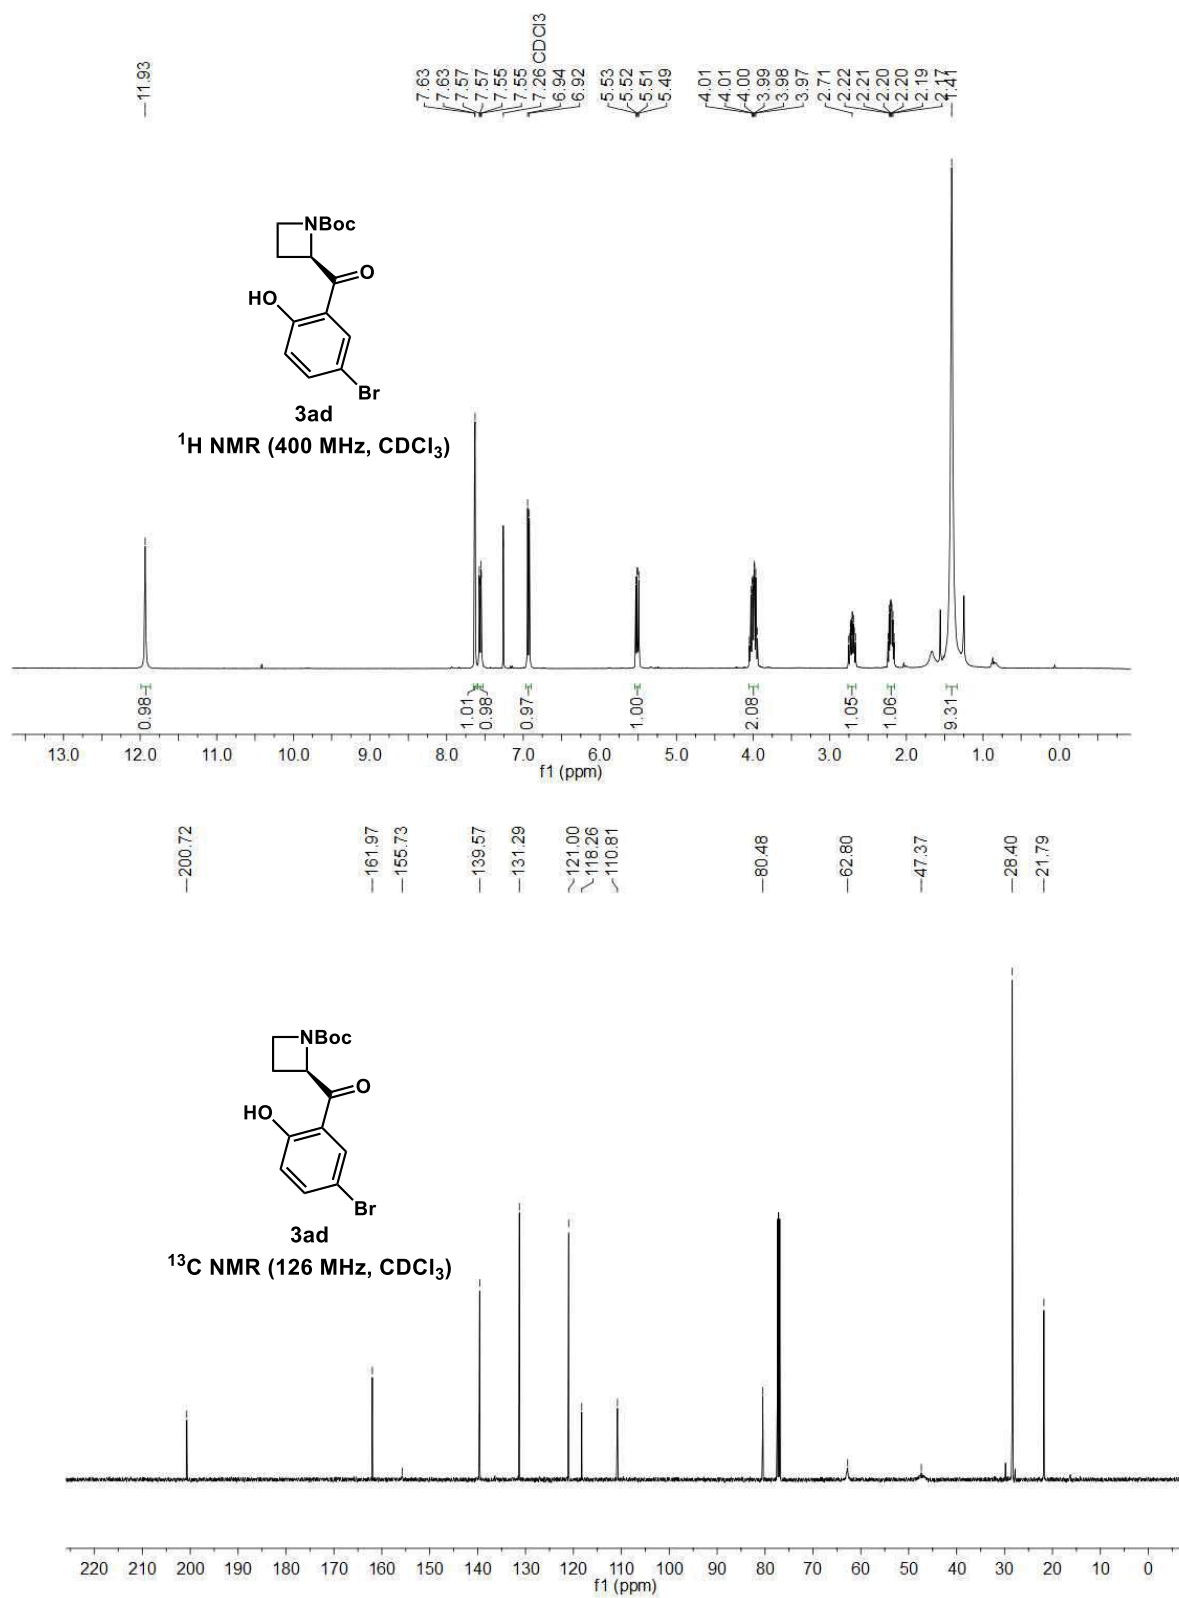 11.93
7.63
7.63
7.57
7.57
7.55
7.55
7.26 CDCl3
6.94
6.92
5.53
5.52
5.51
5.49
4.01
4.01
4.00
3.99
3.98
3.97
2.71
2.22
2.21
2.20
2.20
2.19
2.17
1.41
NBoc
O
HO
Br
3ad
¹H NMR (400 MHz, CDCl₃)
0.98
1.01
0.98
0.97
1.00
2.08
1.05
1.06
9.31
13.0 12.0 11.0 10.0 9.0 8.0 7.0 6.0 5.0 4.0 3.0 2.0 1.0 0.0
f1 (ppm)
200.72
161.97
155.73
139.57
131.29
121.00
118.26
110.81
80.48
62.80
47.37
28.40
21.79
NBoc
O
HO
Br
3ad
¹³C NMR (126 MHz, CDCl₃)
220 210 200 190 180 170 160 150 140 130 120 110 100 90 80 70 60 50 40 30 20 10 0
f1 (ppm)